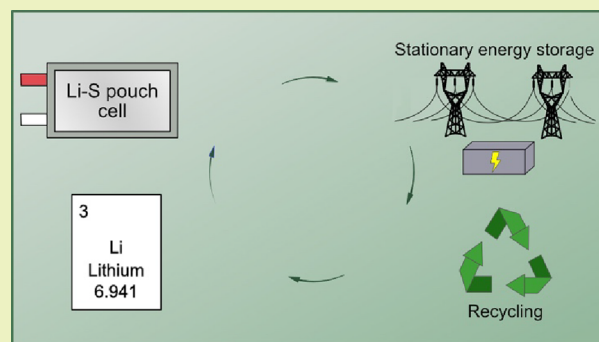 Li-S pouch
cell
Stationary energy storage
3
Li
Lithium
6.941
Recycling